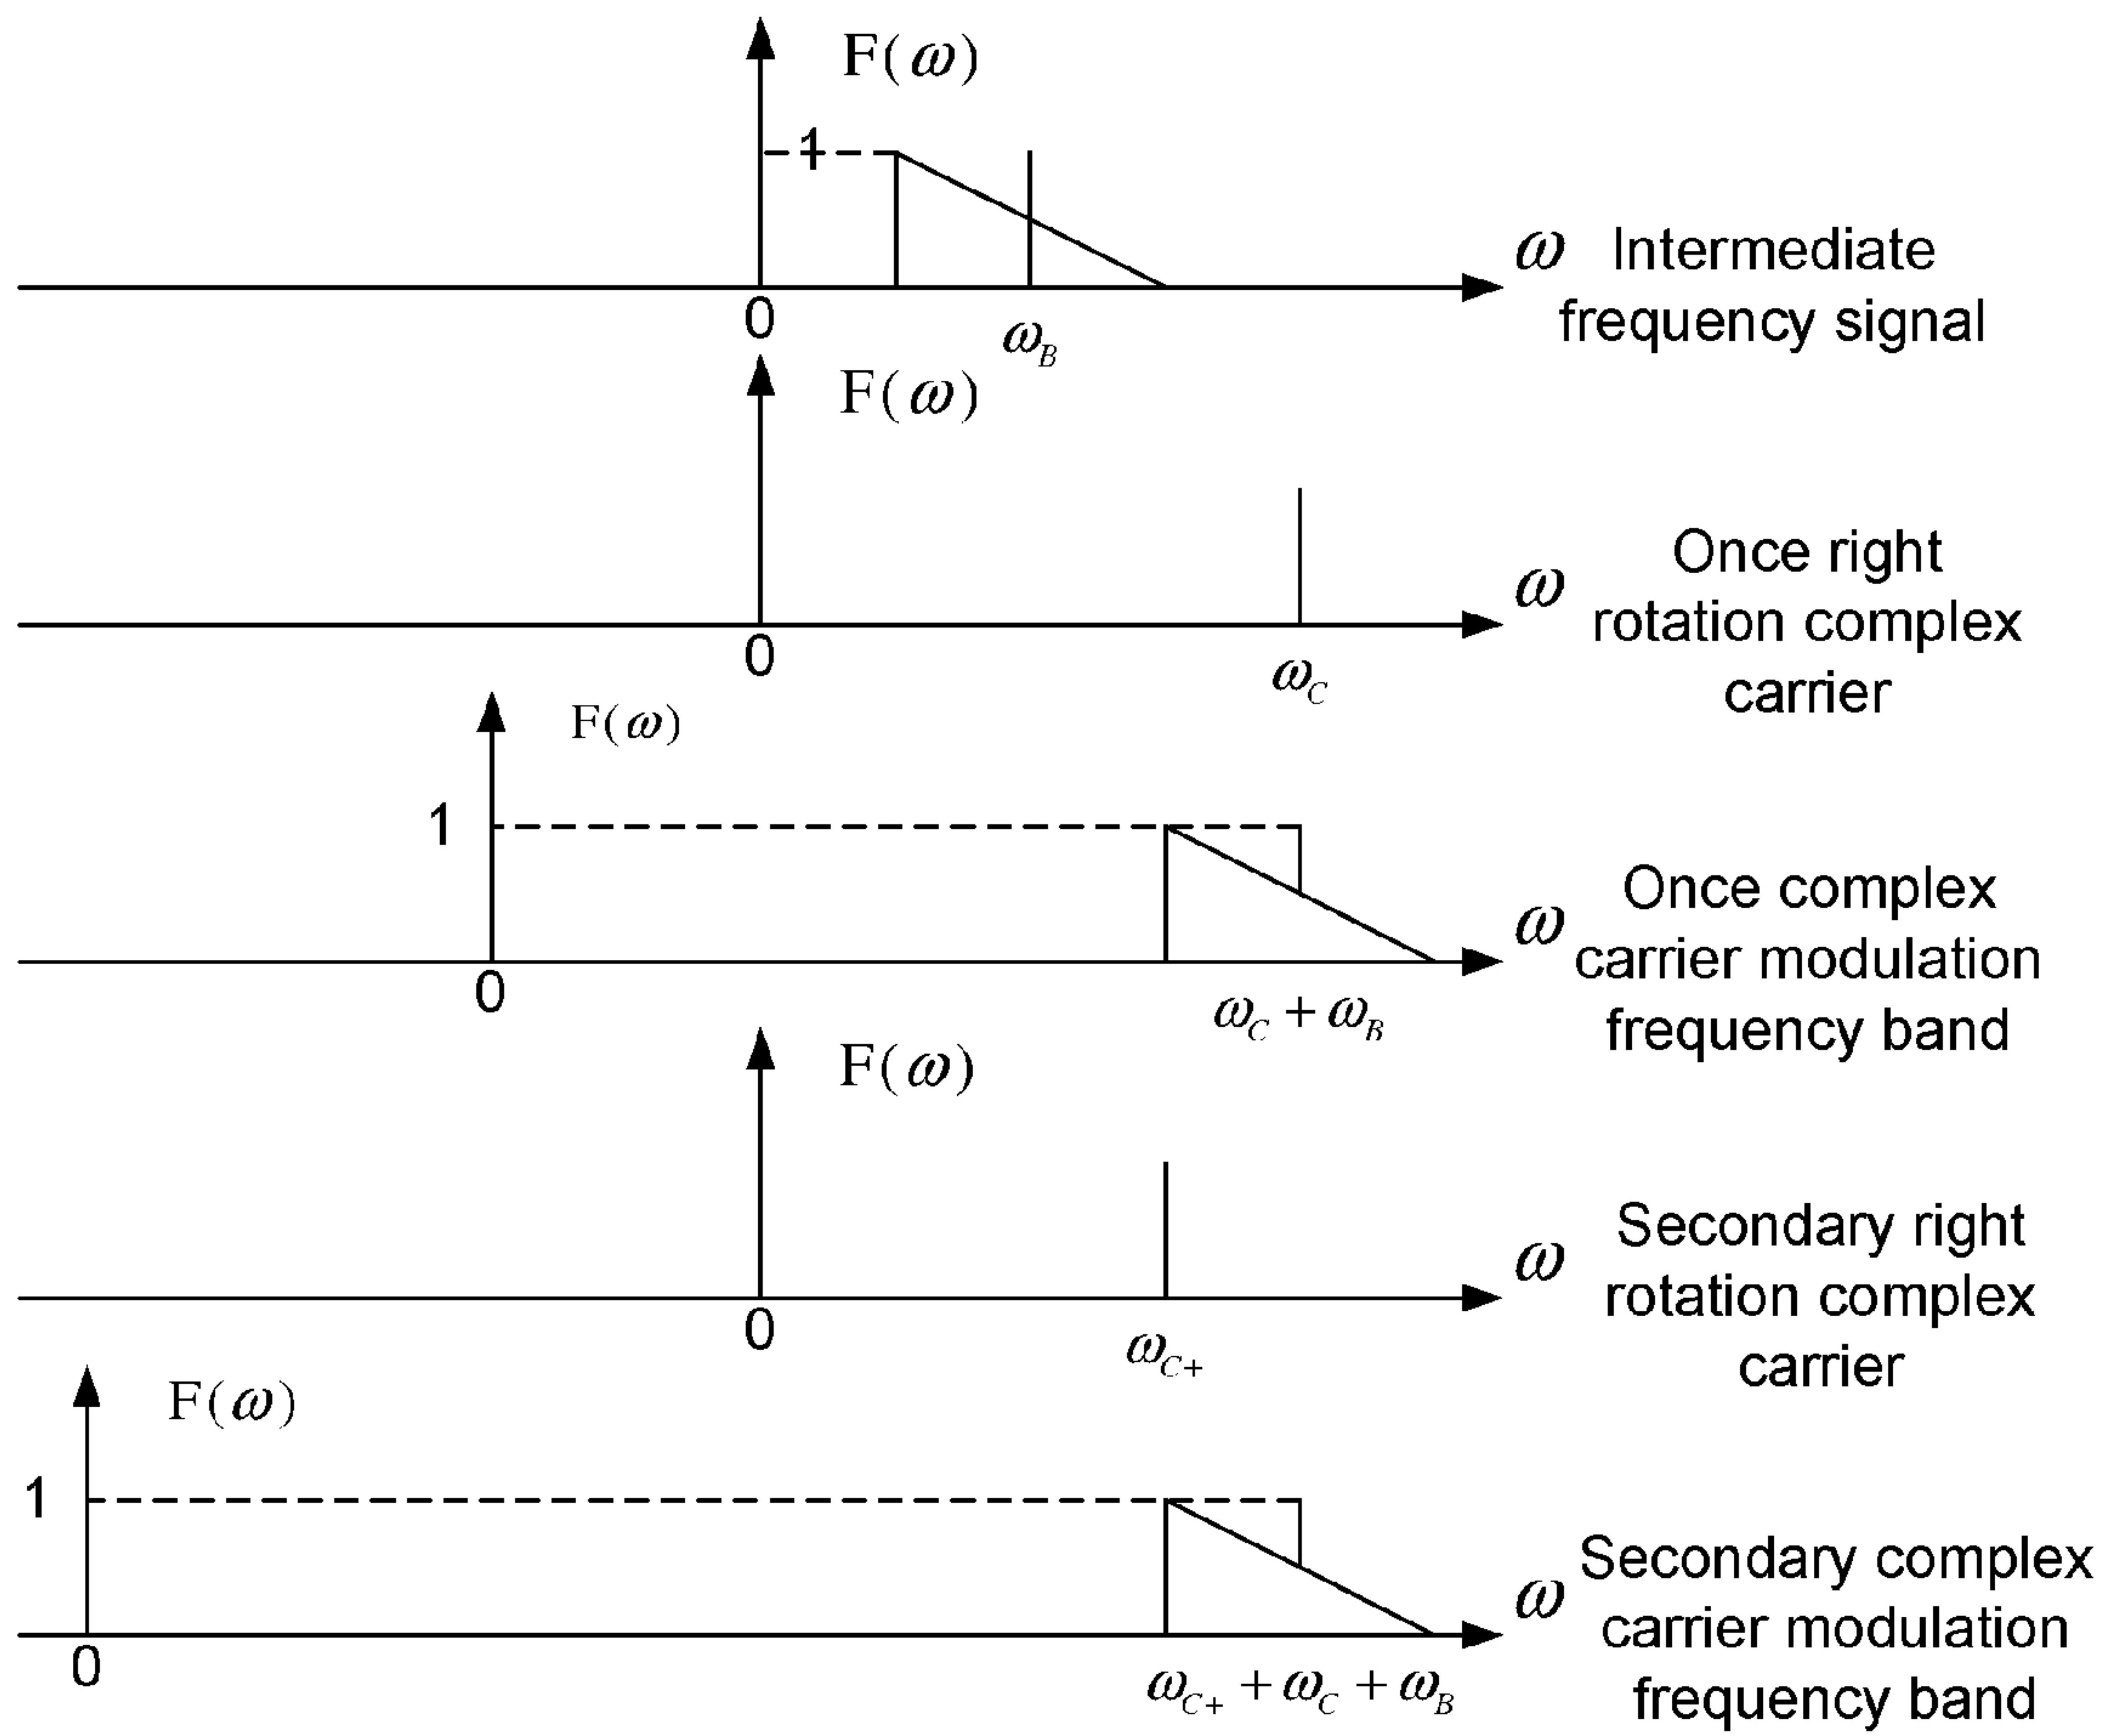 F(ω)
1
ω Intermediate
frequency signal
0
ω_B
F(ω)
Once right
ω rotation complex
carrier
0
ω_C
F(ω)
1
Once complex
ω carrier modulation
frequency band
0
ω_C + ω_B
F(ω)
Secondary right
ω rotation complex
carrier
0
ω_C+
F(ω)
1
Secondary complex
ω carrier modulation
frequency band
0
ω_C+ + ω_C + ω_B